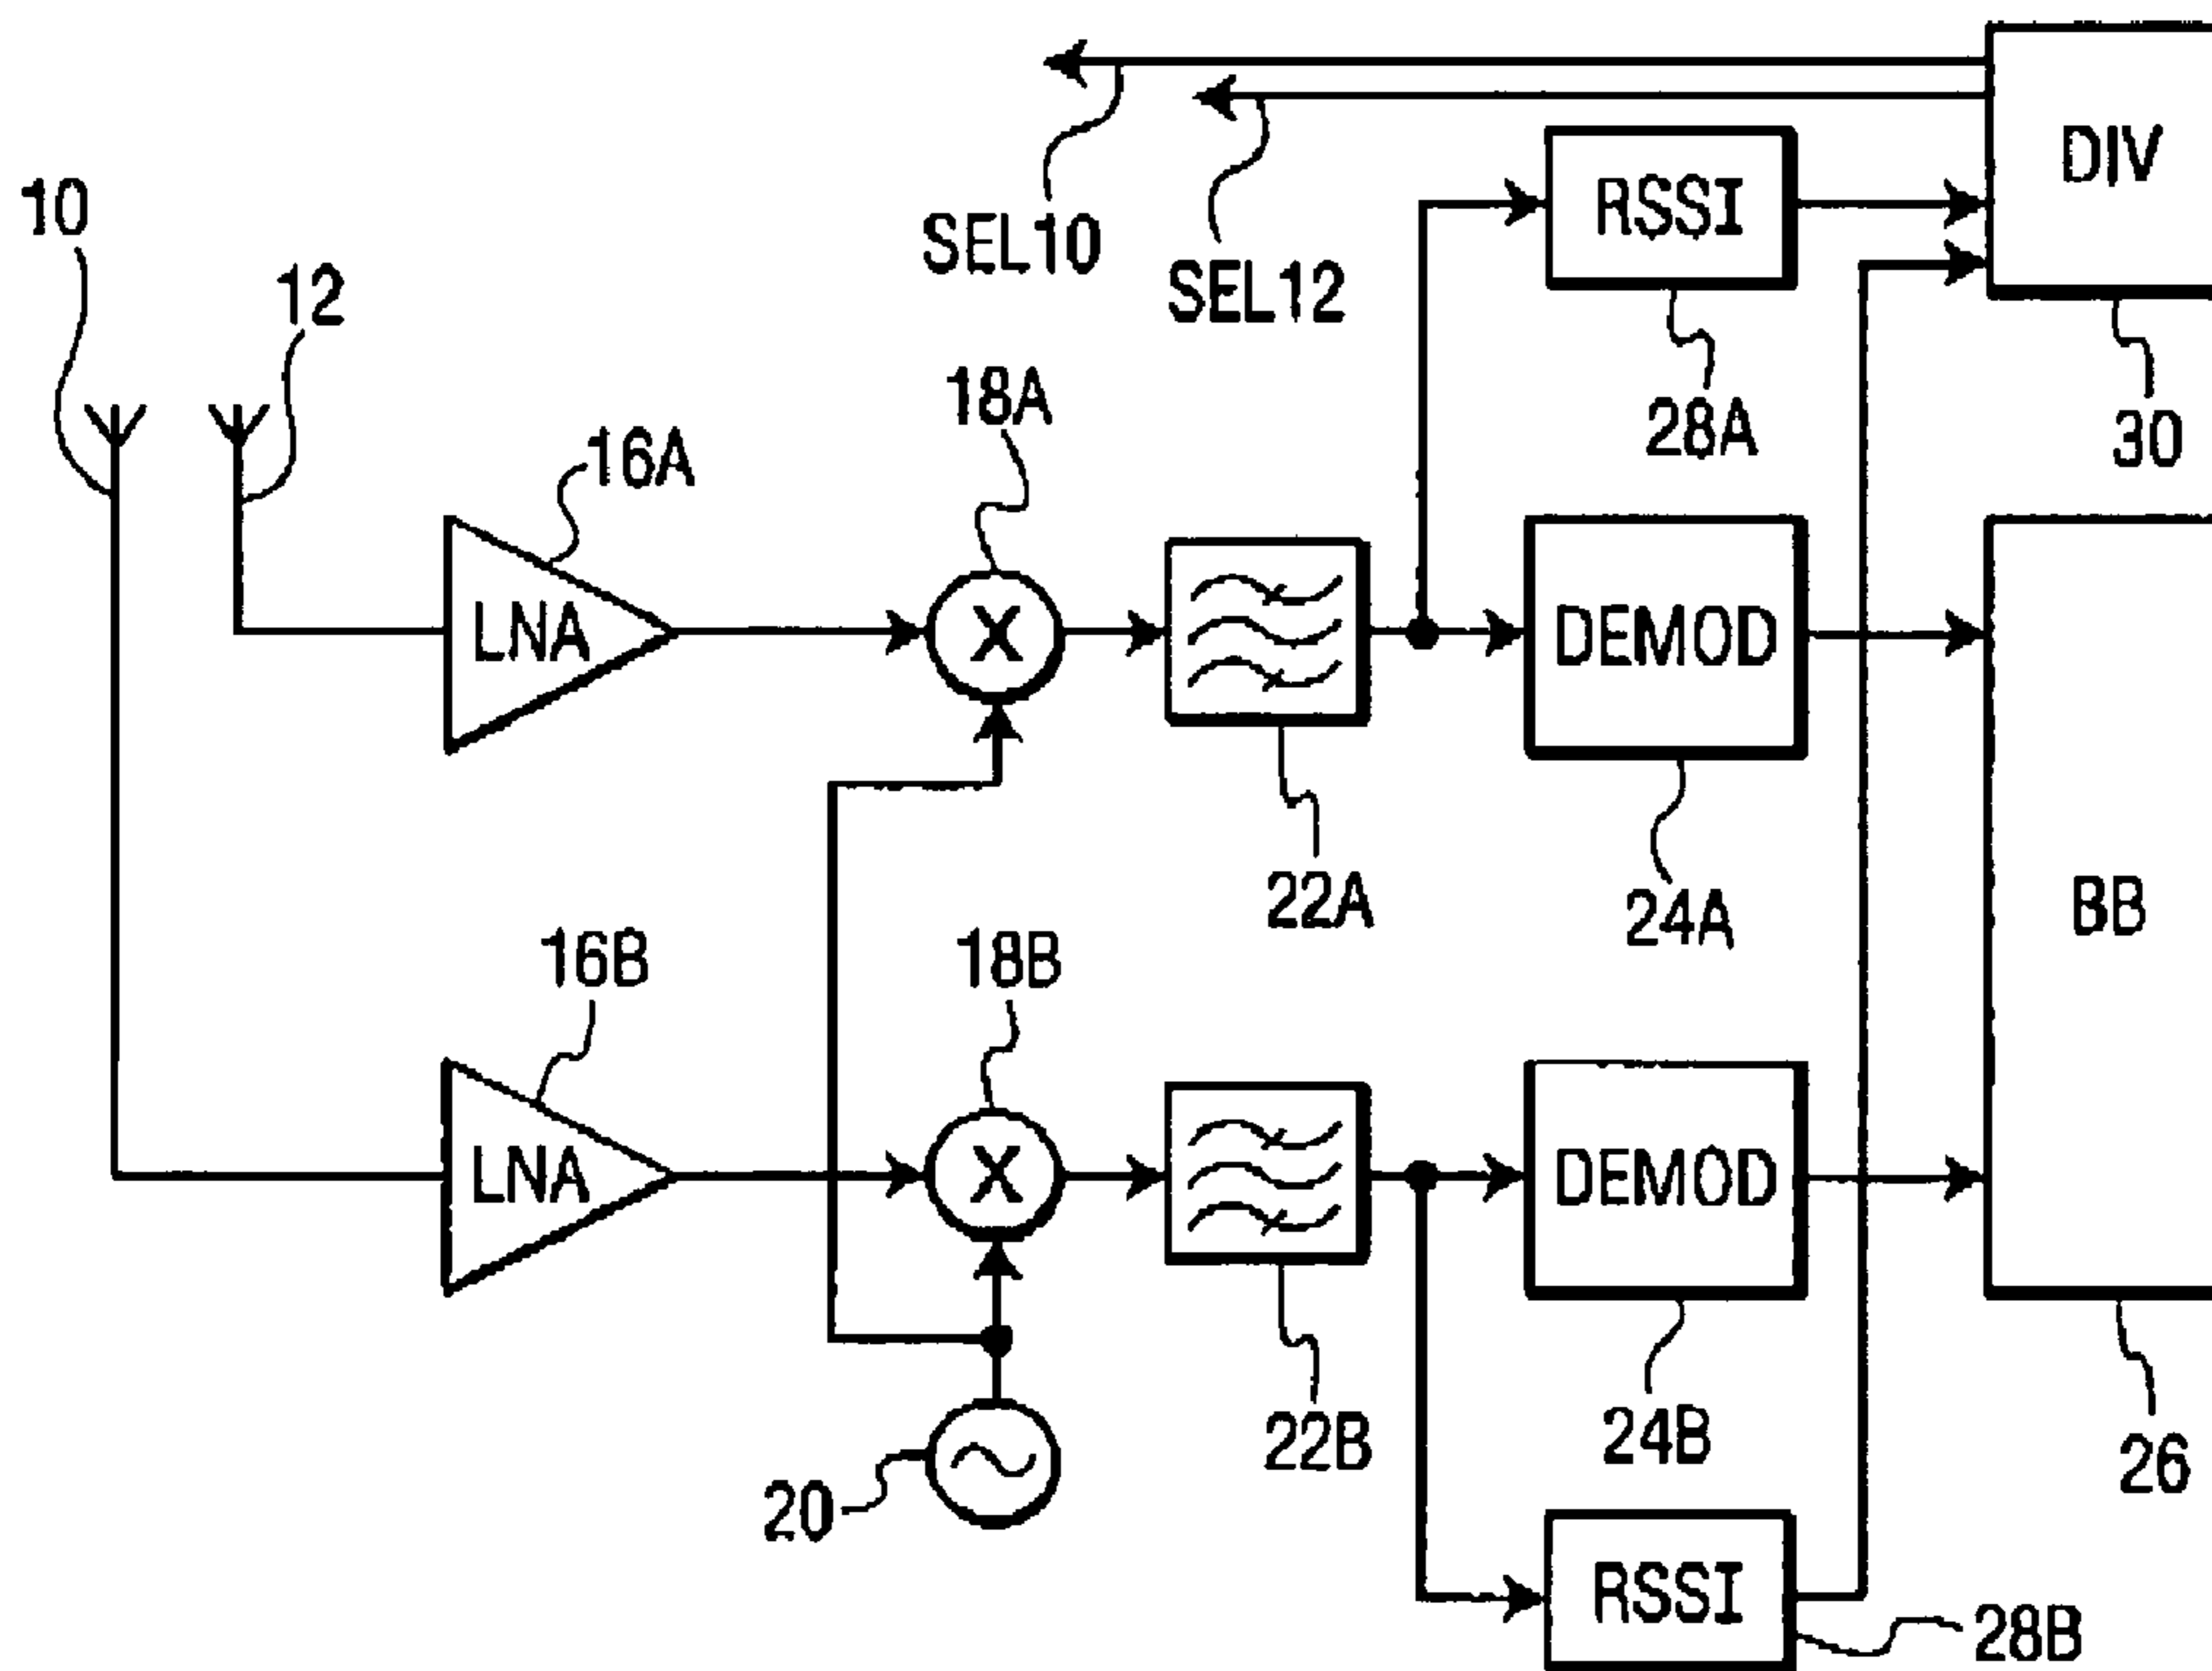 DIV
10
RSSI
SEL10
12
SEL12
18A
28A
30
16A
LNA
X
DEMOD
22A
24A
BB
16B
18B
LNA
X
DEMOD
22B
24B
26
20
RSSI
28B